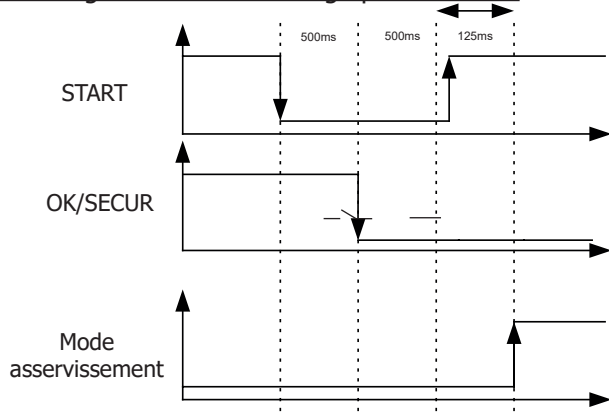 500ms 500ms 125ms
START
OK/SECUR
Mode
asservissement